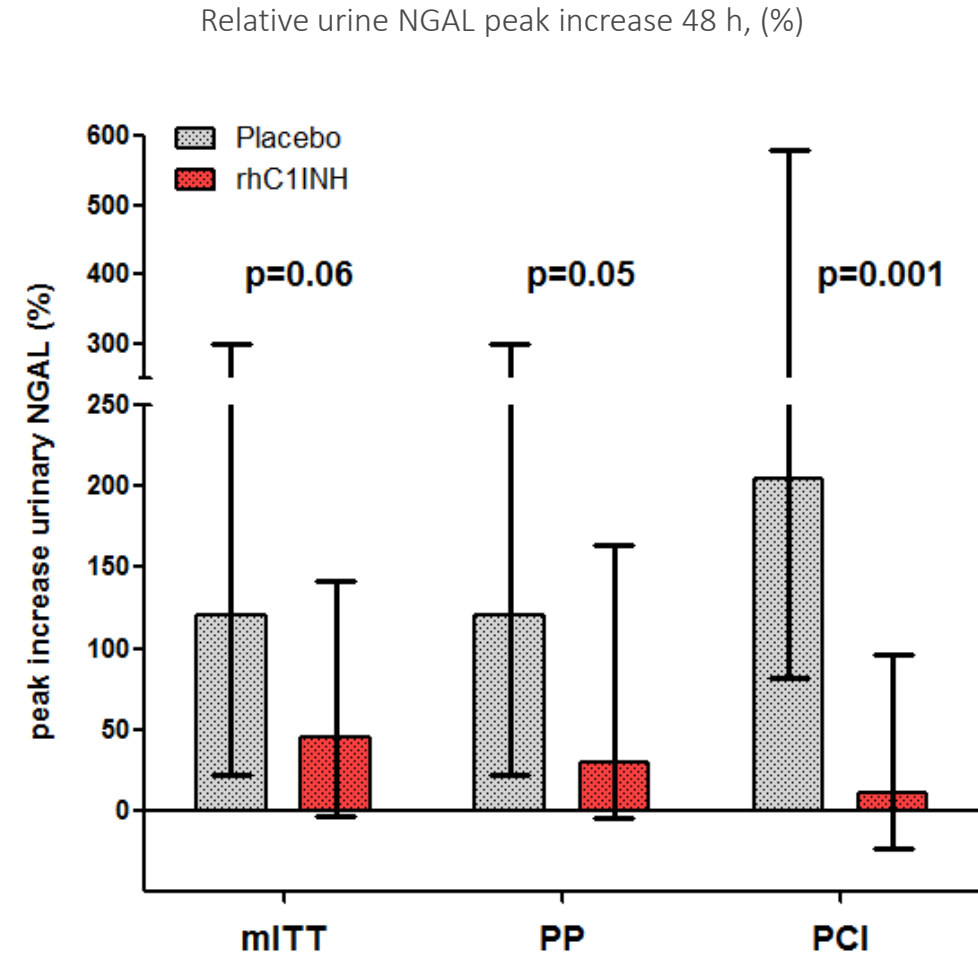 Relative urine NGAL peak increase 48 h, (%)
Placebo
rhC1INH
peak increase urinary NGAL (%)
600
500
400
300
250
200
150
100
50
0
p=0.06 p=0.05 p=0.001
mITT PP PCI